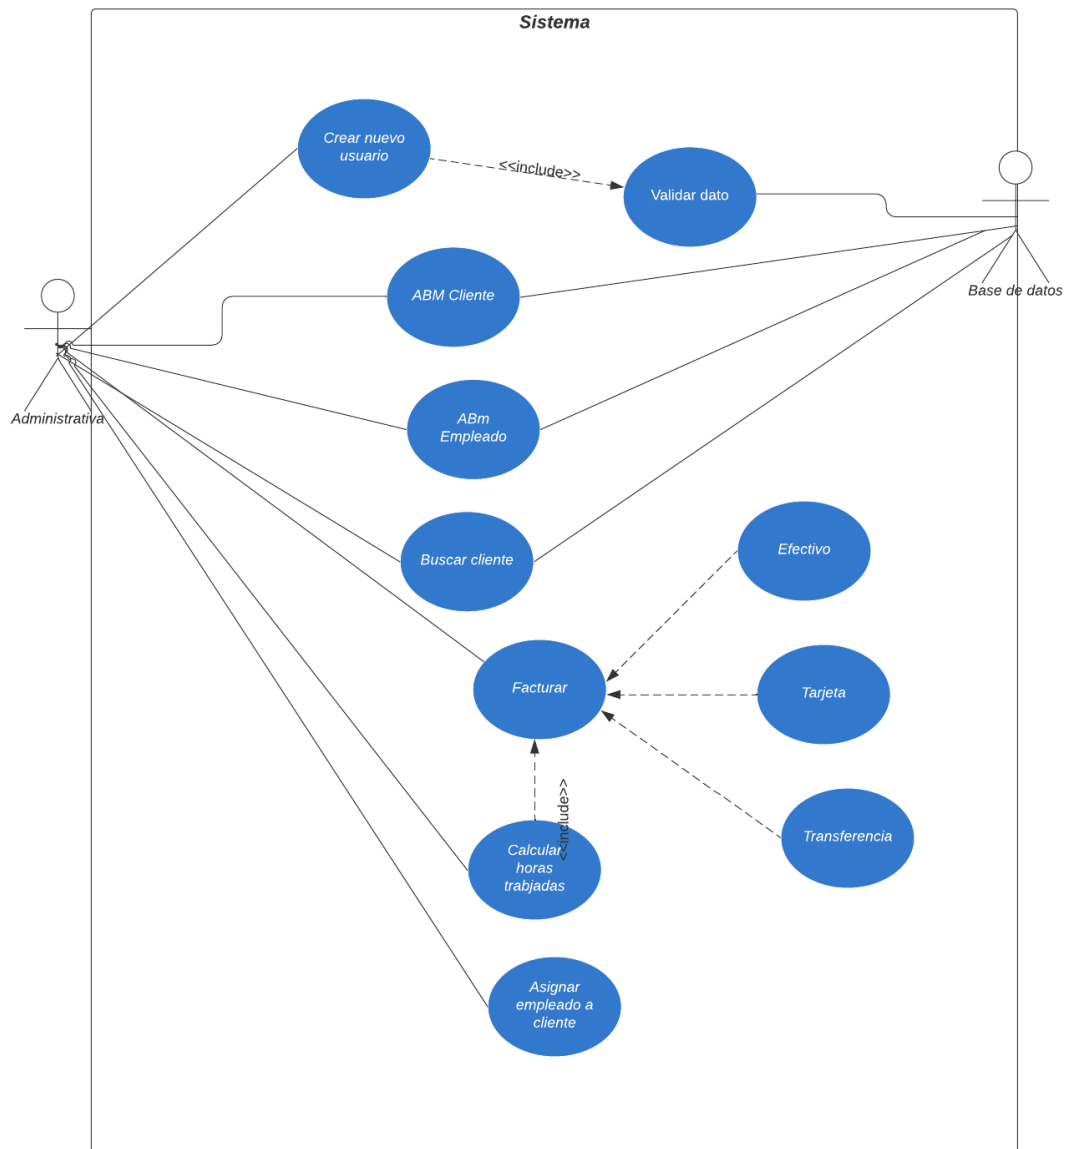 Sistema
Crear nuevo
usuario
<<include>>
Validar dato
Base de datos
ABM Cliente
Administrativa
ABm
Empleado
Buscar cliente
Efectivo
Facturar
Tarjeta
<<include>>
Transferencia
Calcular
horas
trabjadas
Asignar
empleado a
cliente